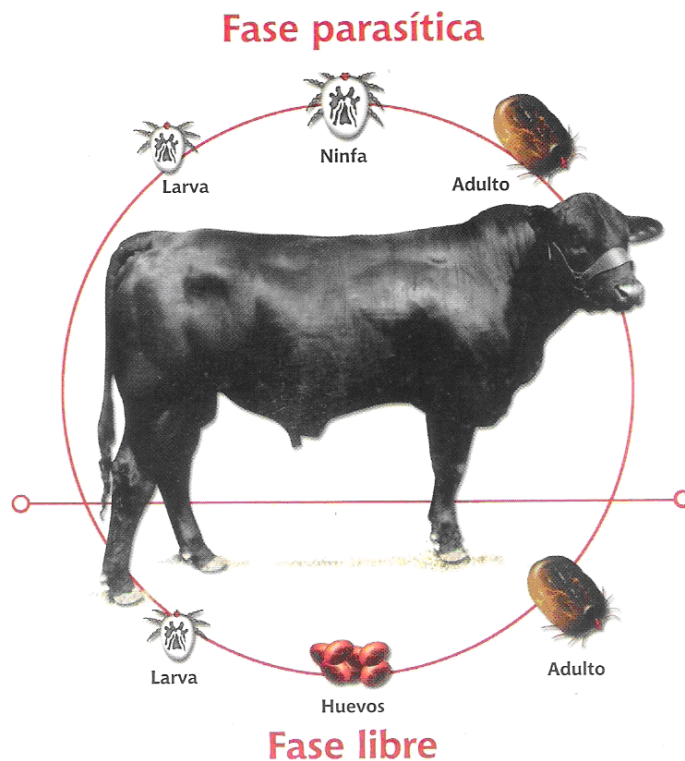 Fase parasítica
Ninfa
Larva
Adulto
Larva
Huevos
Adulto
Fase libre